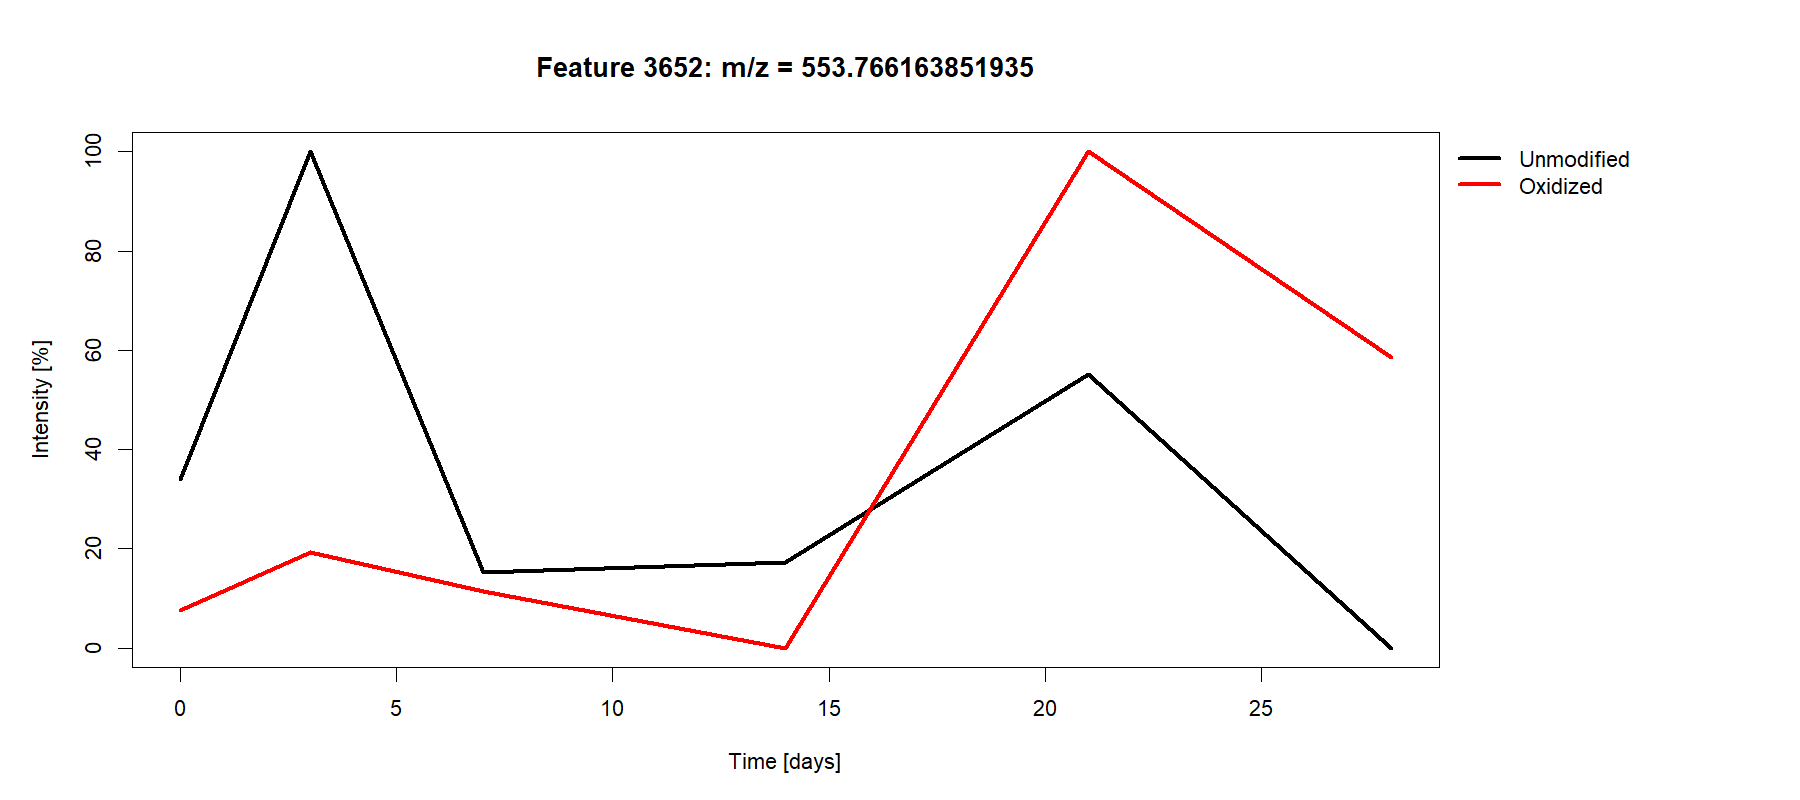 Feature 3652: m/z = 553.766163851935
Unmodified
Oxidized
Intensity [%]
100
80
60
40
20
0
0 5 10 15 20 25
Time [days]